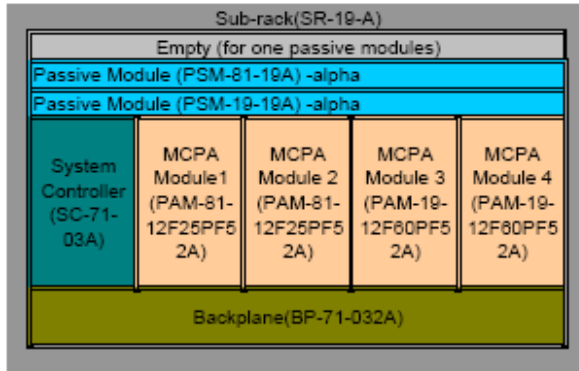 Sub-rack(SR-19-A)
Empty (for one passive modules)
Passive Module (PSM-81-19A) -alpha
Passive Module (PSM-19-19A) -alpha
System
Controller
(SC-71-
03A)
MCPA
Module1
(PAM-81-
12F25PF5
2A)
MCPA
Module 2
(PAM-81-
12F25PF5
2A)
MCPA
Module 3
(PAM-19-
12F60PF5
2A)
MCPA
Module 4
(PAM-19-
12F60PF5
2A)
Backplane(BP-71-032A)